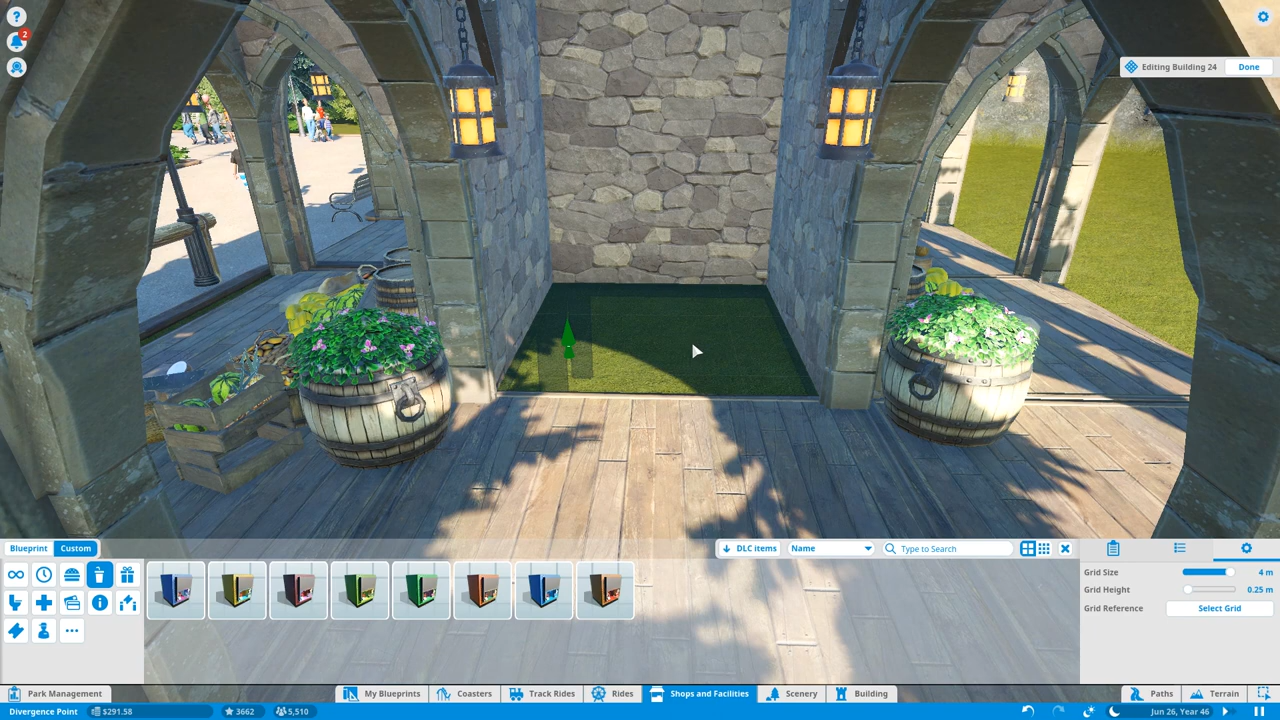 2
Editing Building 24
Done
Blueprint
Custom
DLC items
Name
Type to Search
Grid Size
4 m
Grid Height
0.25 m
Grid Reference
Select Grid
Park Management
My Blueprints
Coasters
Track Rides
Rides
Shops and Facilities
Scenery
Building
Paths
Terrain
Divergence Point
$291.58
3662
5,510
Jun 26, Year 46